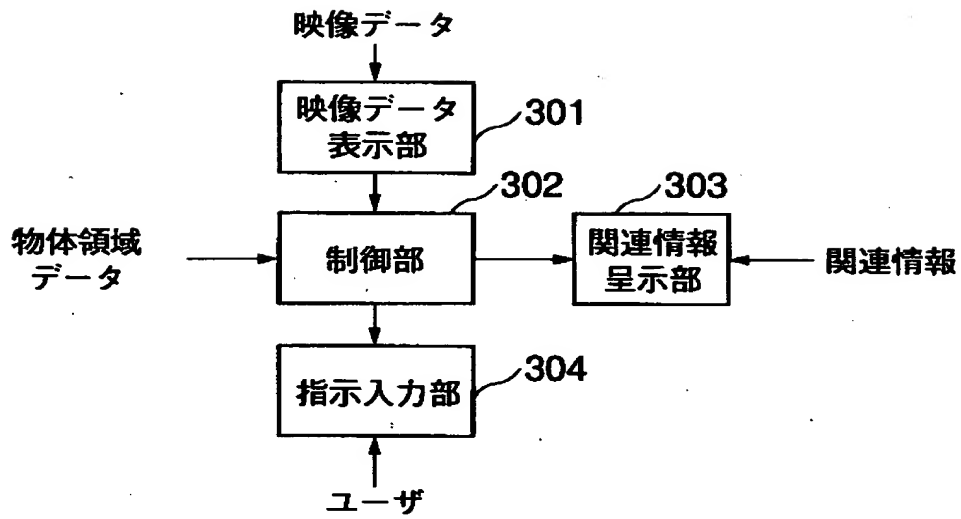 映像データ
映像データ
表示部
301
302
303
物体領域
データ
制御部
関連情報
呈示部
関連情報
304
指示入力部
ユーザ